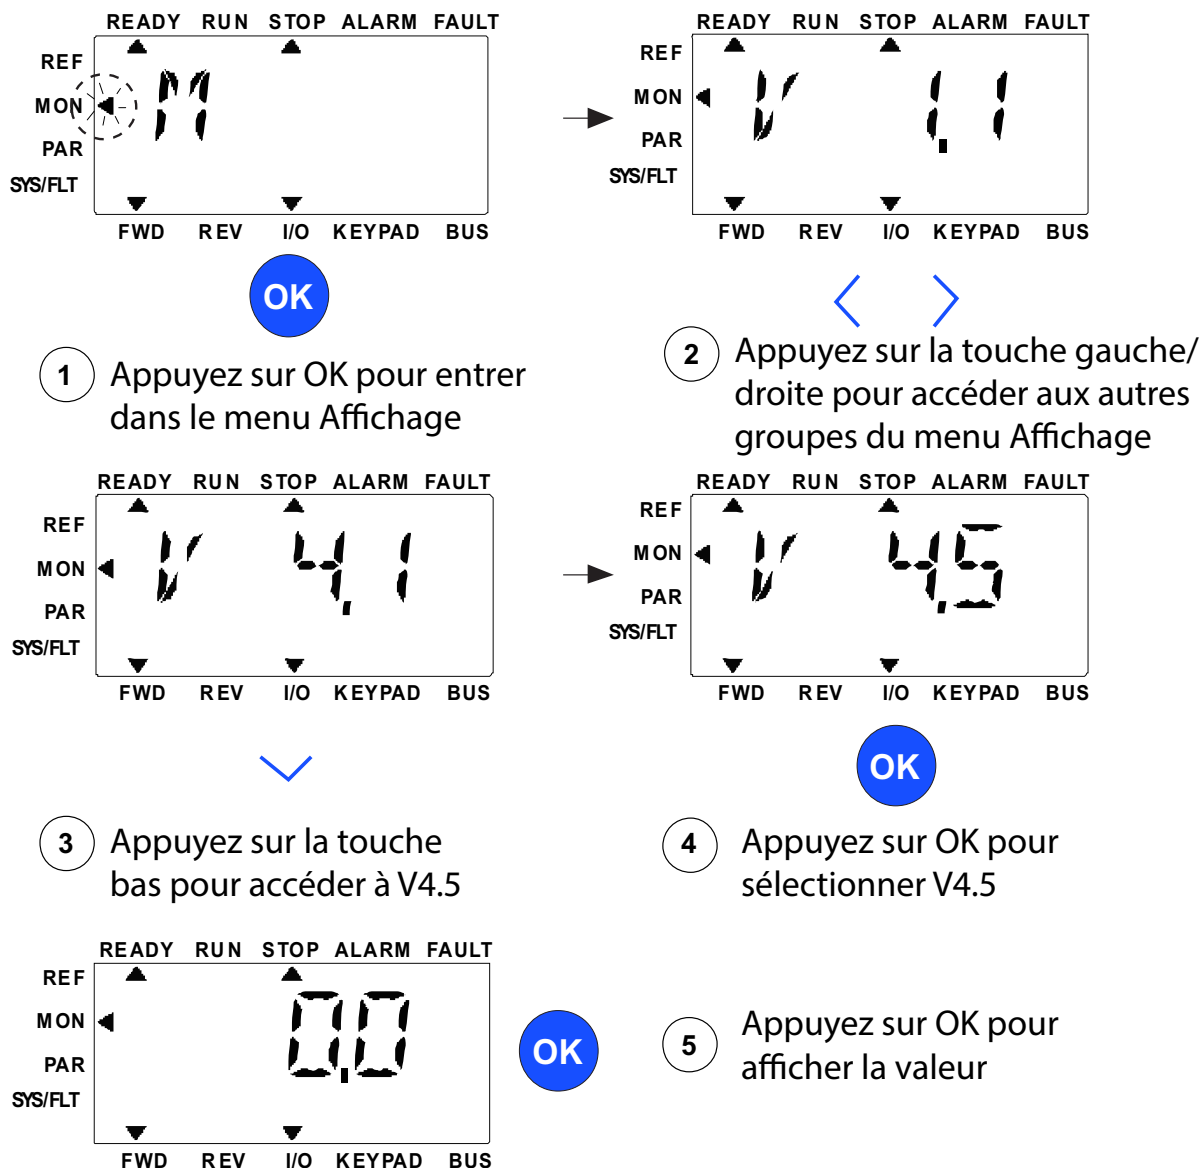 READY RUN STOP ALARM FAULT
REF
MON
PAR
SYS/FLT
M
FWD REV I/O KEYPAD BUS
OK
1 Appuyez sur OK pour entrer
dans le menu Affichage
READY RUN STOP ALARM FAULT
REF
MON
PAR
SYS/FLT
V 1.1
FWD REV I/O KEYPAD BUS
2 Appuyez sur la touche gauche/
droite pour accéder aux autres
groupes du menu Affichage
READY RUN STOP ALARM FAULT
REF
MON
PAR
SYS/FLT
V 4.1
FWD REV I/O KEYPAD BUS
3 Appuyez sur la touche
bas pour accéder à V4.5
READY RUN STOP ALARM FAULT
REF
MON
PAR
SYS/FLT
V 4.5
FWD REV I/O KEYPAD BUS
OK
4 Appuyez sur OK pour
sélectionner V4.5
READY RUN STOP ALARM FAULT
REF
MON
PAR
SYS/FLT
0.0
FWD REV I/O KEYPAD BUS
OK
5 Appuyez sur OK pour
afficher la valeur